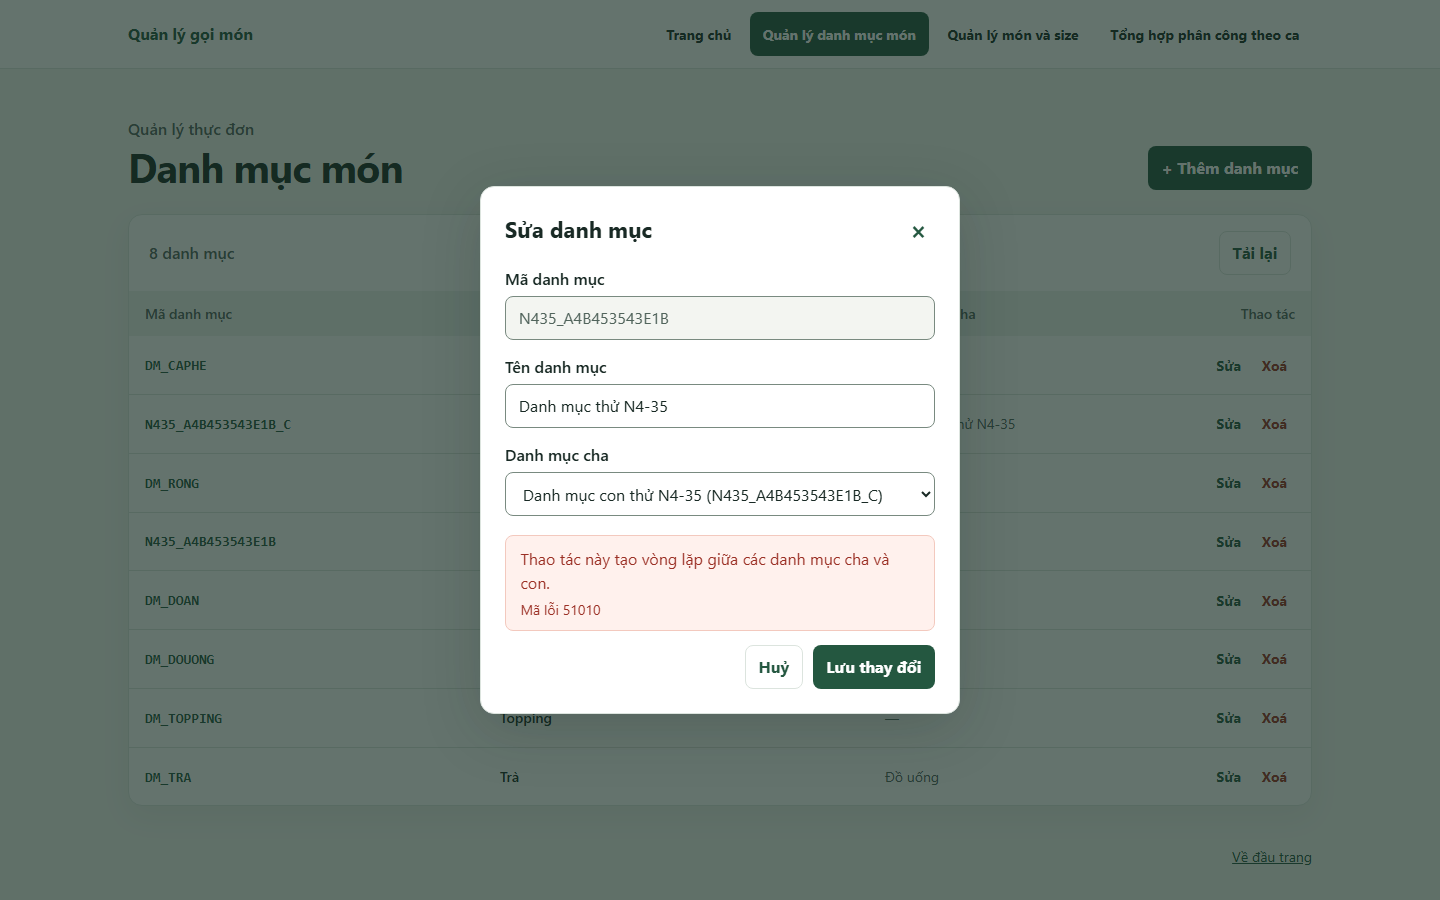 Quản lý gọi món
Trang chủ
Quản lý danh mục món
Quản lý món và size
Tổng hợp phân công theo ca
Quản lý thực đơn
Danh mục món
+ Thêm danh mục
8 danh mục
Tải lại
Mã danh mục
ha
Thao tác
DM_CAPHE
Sửa
Xoá
N435_A4B453543E1B_C
N4-35
Sửa
Xoá
DM_RONG
Sửa
Xoá
N435_A4B453543E1B
Sửa
Xoá
DM_DOAN
Sửa
Xoá
DM_DOUONG
Sửa
Xoá
DM_TOPPING
Topping
—
Sửa
Xoá
DM_TRA
Trà
Đồ uống
Sửa
Xoá
Về đầu trang
Sửa danh mục
×
Mã danh mục
N435_A4B453543E1B
Tên danh mục
Danh mục thử N4-35
Danh mục cha
Danh mục con thử N4-35 (N435_A4B453543E1B_C)
Thao tác này tạo vòng lặp giữa các danh mục cha và
con.
Mã lỗi 51010
Huỷ
Lưu thay đổi